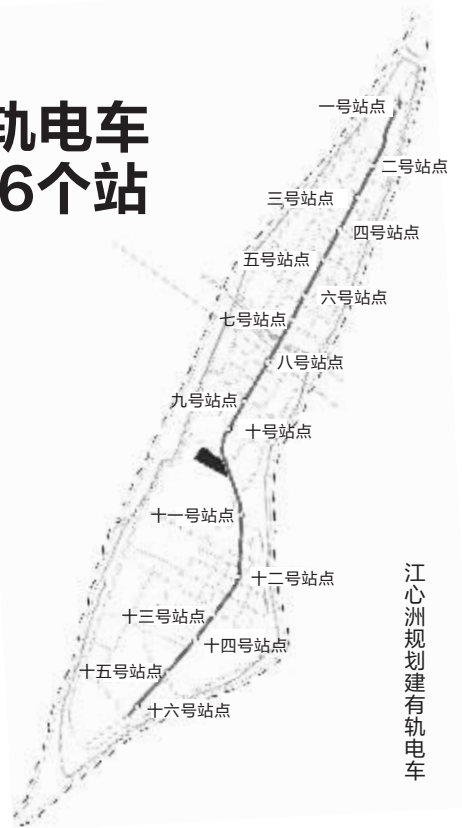 轨电车
6个站
一号站点
二号站点
三号站点
四号站点
五号站点
六号站点
七号站点
八号站点
九号站点
十号站点
十一号站点
十二号站点
十三号站点
十四号站点
十五号站点
十六号站点
江心洲规划建有轨电车